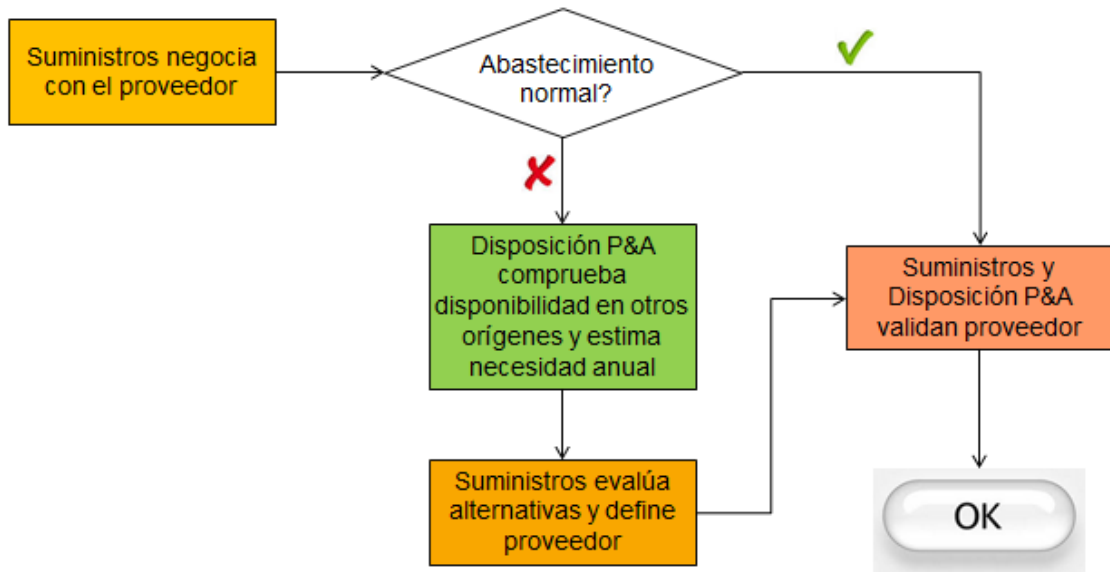 Suministros negocia
con el proveedor
Abastecimiento
normal?
Disposición P&A
comprueba
disponibilidad en otros
orígenes y estima
necesidad anual
Suministros y
Disposición P&A
validan proveedor
Suministros evalúa
alternativas y define
proveedor
OK